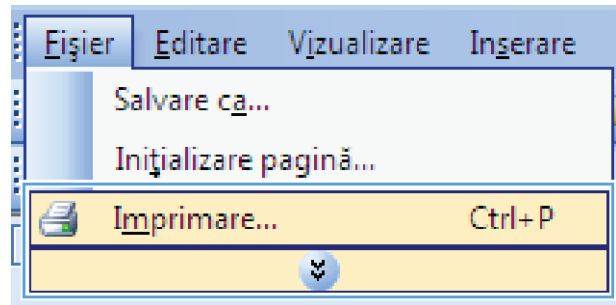 Fişier Editare Vizualizare Inserare
Salvare ca...
Iniţializare pagină...
Imprimare... Ctrl+P